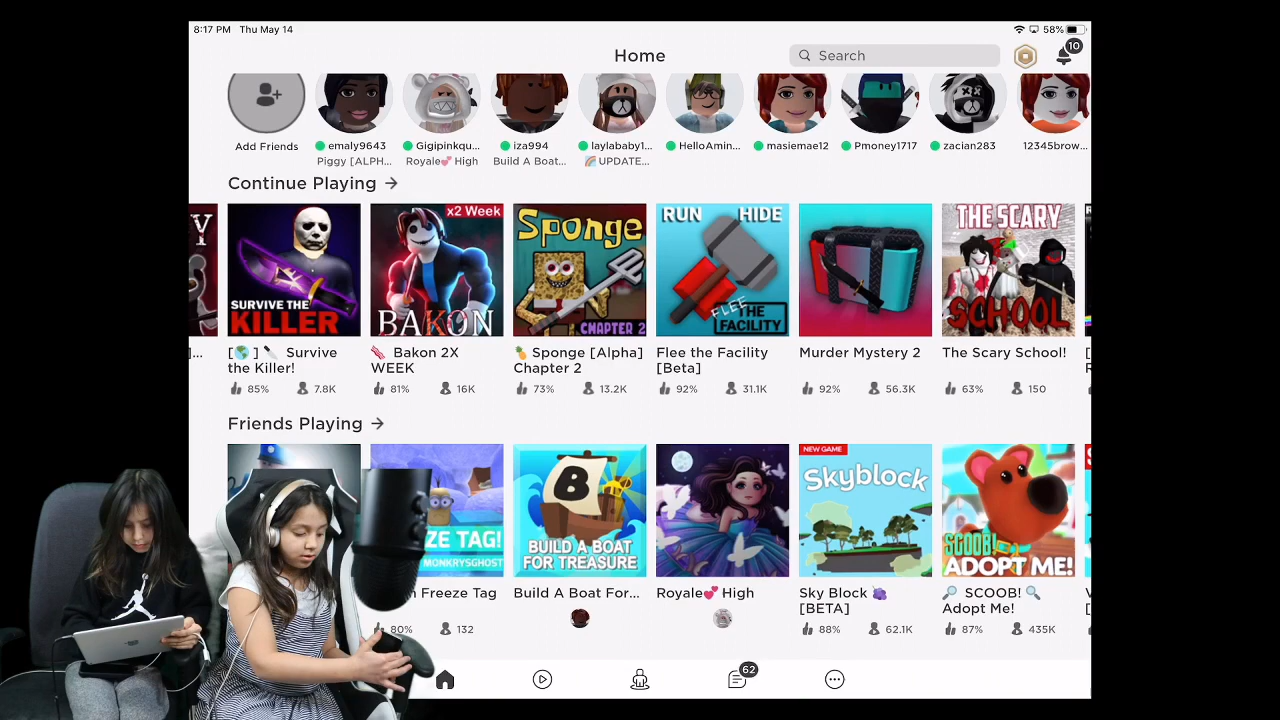 8:17 PM Thu May 14
58%
Home
Search
10
Add Friends
emaly9643
Piggy [ALPH...
Gigipinkqu...
Royale💕 High
iza994
Build A Boat...
laylababy1...
🌈 UPDATE...
HelloAmin...
masiemae12
Pmoney1717
zacian283
12345brow...
Continue Playing →
SURVIVE THE
KILLER
x2 Week
BAKON
Sponge
CHAPTER 2
RUN HIDE
FLEE
THE
FACILITY
THE SCARY
SCHOOL
]...
[🌎] 🔪 Survive
the Killer!
85% 7.8K
🥓 Bakon 2X
WEEK
81% 16K
🍍 Sponge [Alpha]
Chapter 2
73% 13.2K
Flee the Facility
[Beta]
92% 31.1K
Murder Mystery 2
92% 56.3K
The Scary School!
63% 150
Friends Playing →
ZE TAG!
MONKRYSGHOST
B
BUILD A BOAT
FOR TREASURE
NEW GAME
Skyblock
SCOOB!
ADOPT ME!
Freeze Tag
80% 132
Build A Boat For...
Royale💕 High
Sky Block 🍇
[BETA]
88% 62.1K
🔎 SCOOB! 🔍
Adopt Me!
87% 435K
62